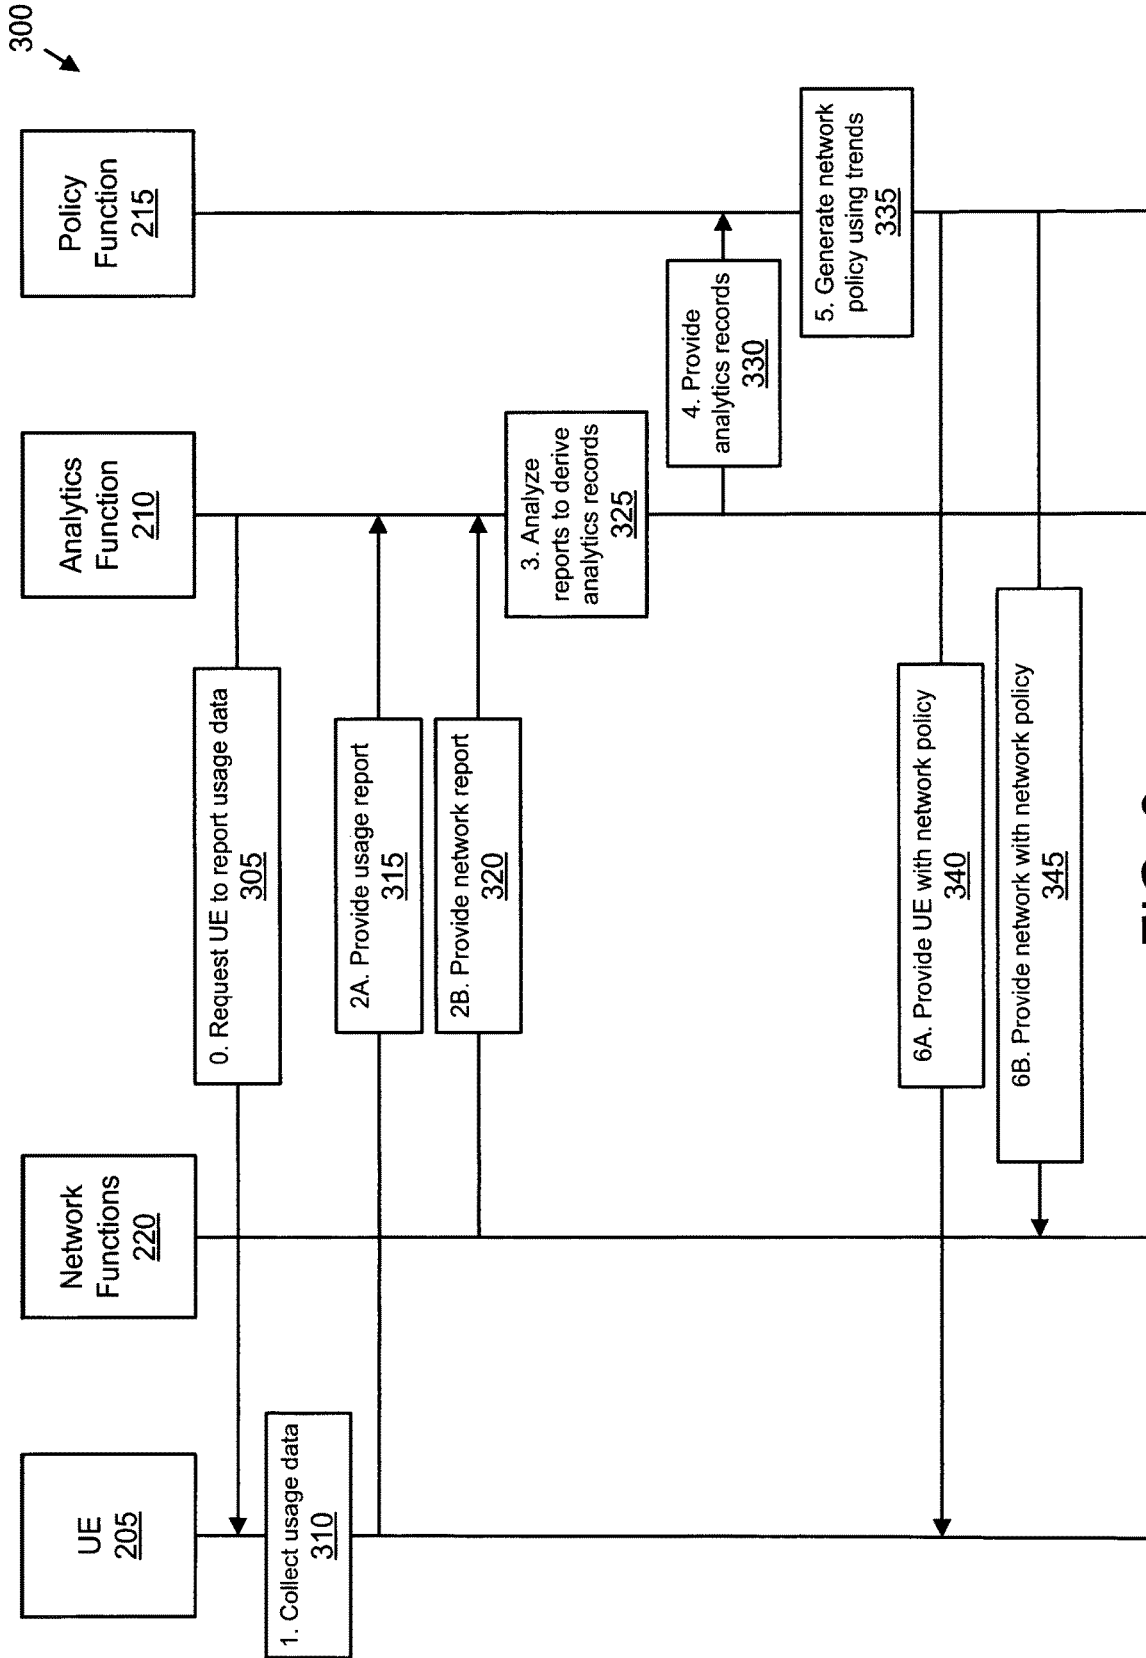 300
UE
205
Network
Functions
220
Analytics
Function
210
Policy
Function
215
0. Request UE to report usage data
305
1. Collect usage data
310
2A. Provide usage report
315
2B. Provide network report
320
3. Analyze
reports to derive
analytics records
325
4. Provide
analytics records
330
5. Generate network
policy using trends
335
6A. Provide UE with network policy
340
6B. Provide network with network policy
345